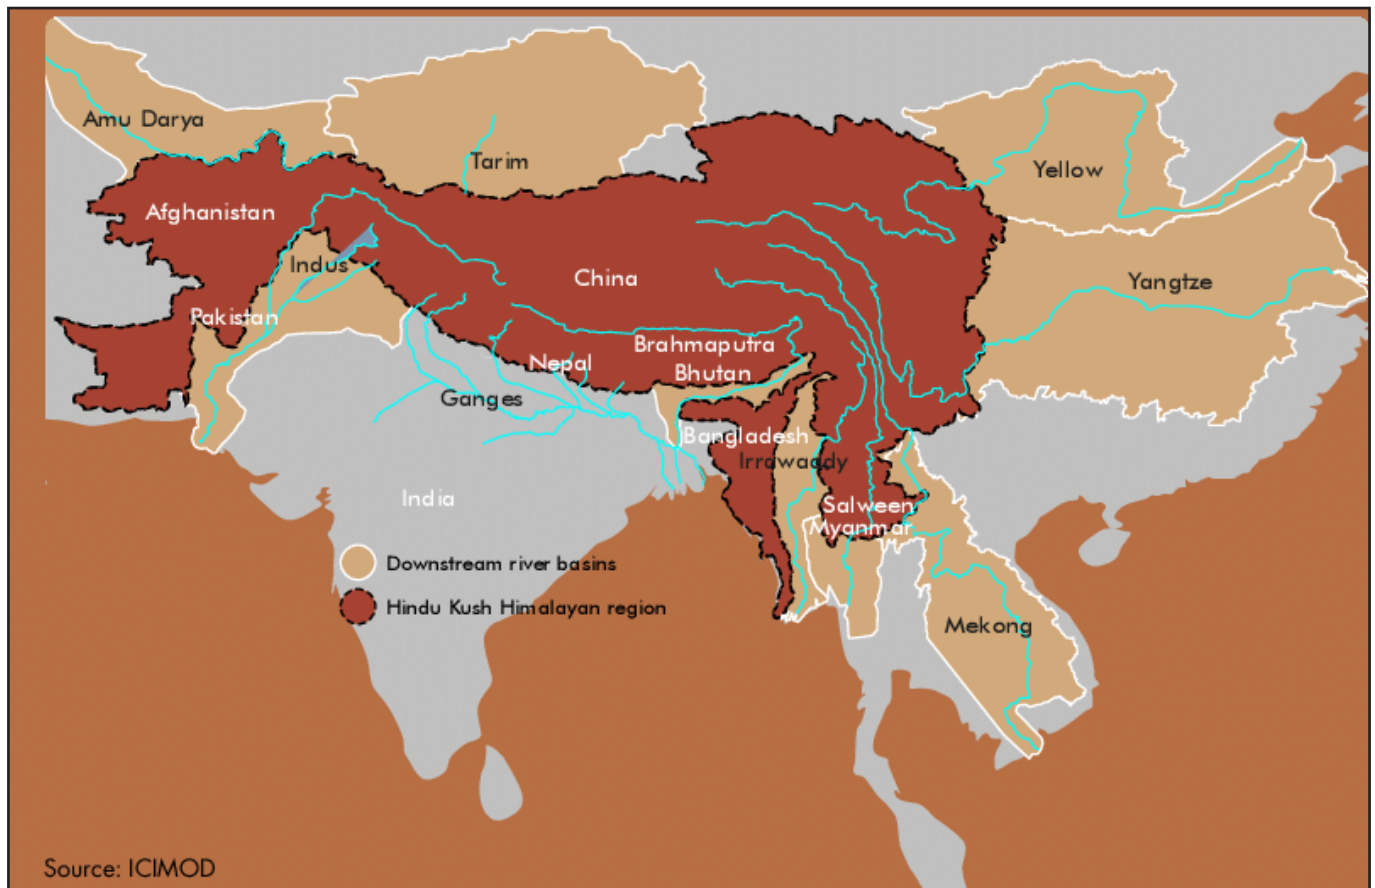 Amu Darya
Tarim
Yellow
Afghanistan
Indus
China
Yangtze
Pakistan
Brahmaputra
Nepal
Bhutan
Ganges
Bangladesh
Irrawaddy
India
Salween
Myanmar
Downstream river basins
Hindu Kush Himalayan region
Mekong
Source: ICIMOD